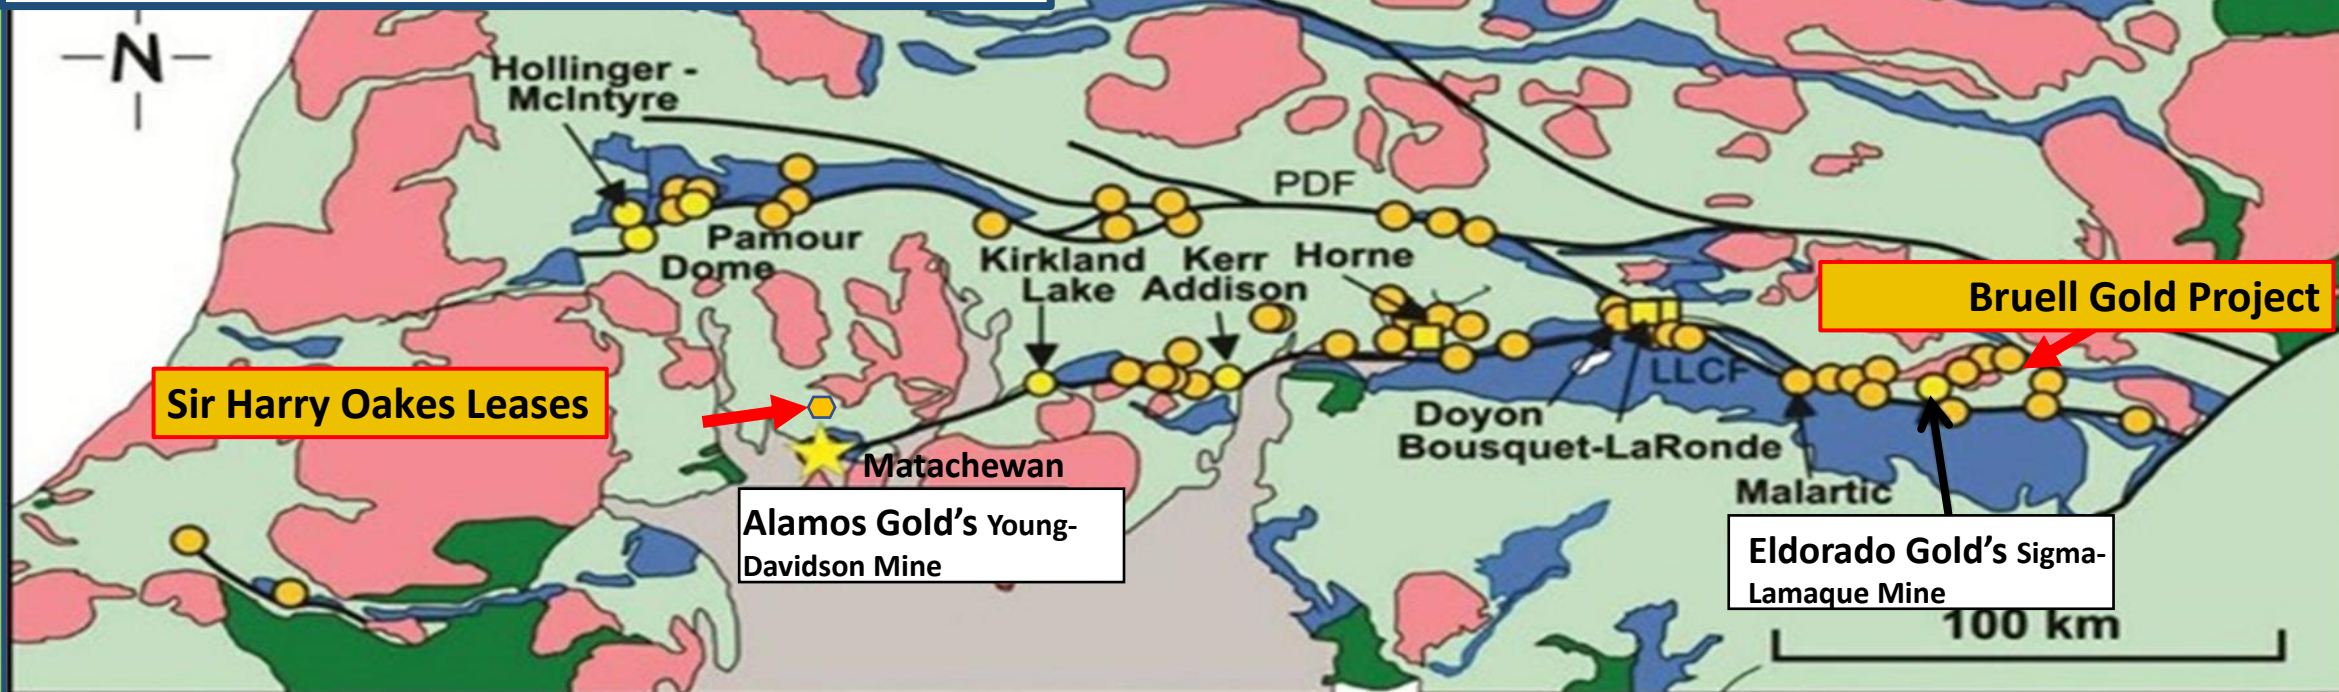 N
Hollinger -
McIntyre
PDF
Pamour
Dome
Kirkland
Lake
Kerr
Addison
Horne
Bruell Gold Project
Sir Harry Oakes Leases
LLCF
Doyon
Bousquet-LaRonde
Matachewan
Malartic
Alamos Gold’s Young-
Davidson Mine
Eldorado Gold’s Sigma-
Lamaque Mine
100 km